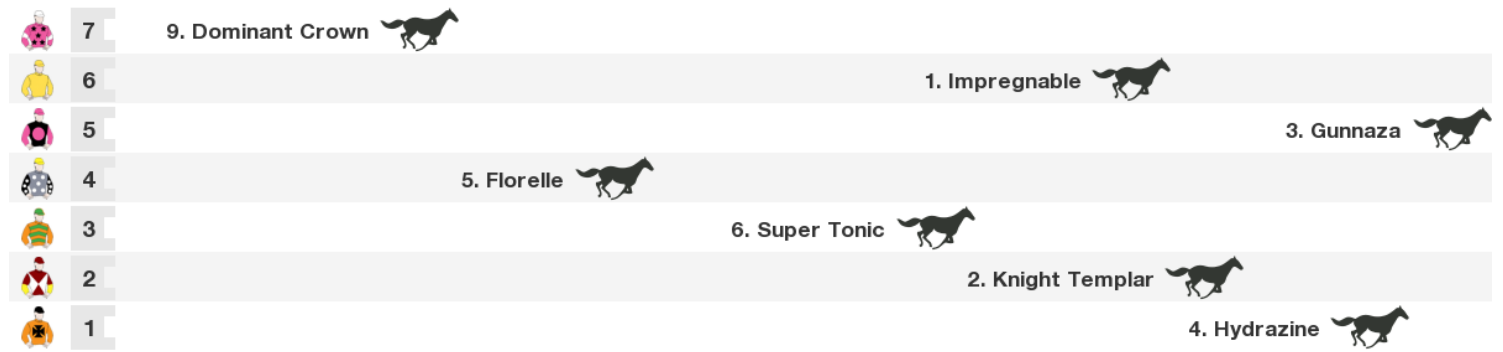 7 9. Dominant Crown
6 1. Impregnable
5 3. Gunnaza
4 5. Florelle
3 6. Super Tonic
2 2. Knight Templar
1 4. Hydrazine